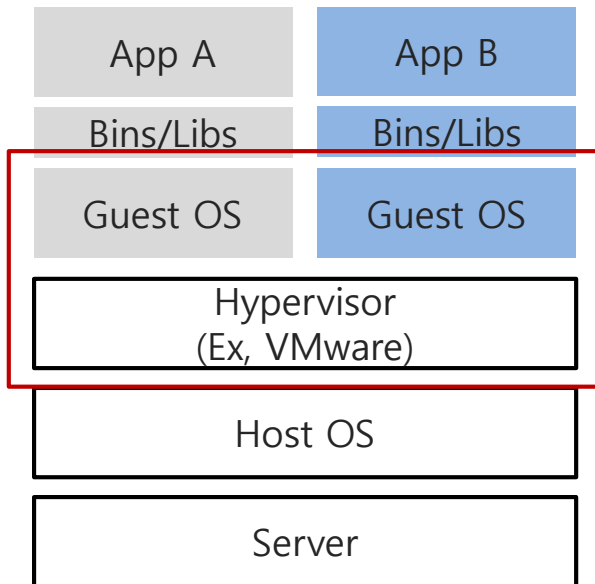 App A
App B
Bins/Libs
Bins/Libs
Guest OS
Guest OS
Hypervisor
(Ex, VMware)
Host OS
Server